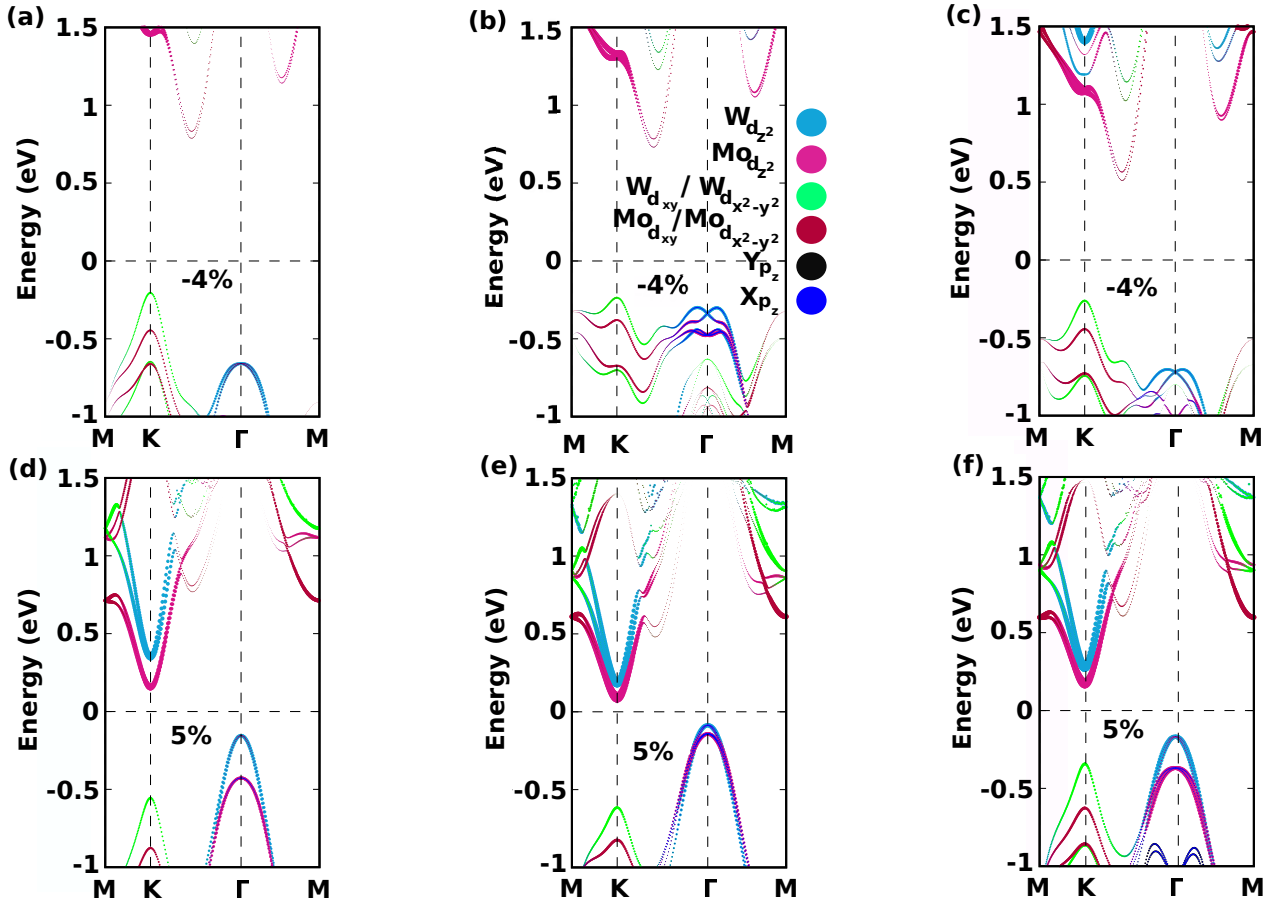 (a) (b) (c)
1.5 1.5 1.5
1 1 1
0.5 0.5 0.5
0 0 0
-0.5 -0.5 -0.5
-1 -1 -1
Energy (eV) Energy (eV) Energy (eV)
-4% -4% -4%
W_{d_{z^2}}
Mo_{d_{z^2}}
W_{d_{xy}} / W_{d_{x^2-y^2}}
Mo_{d_{xy}}/Mo_{d_{x^2-y^2}}
Y_{p_z}
X_{p_z}
M K Γ M M K Γ M M K Γ M
(d) (e) (f)
1.5 1.5 1.5
1 1 1
0.5 0.5 0.5
0 0 0
-0.5 -0.5 -0.5
-1 -1 -1
Energy (eV) Energy (eV) Energy (eV)
5% 5% 5%
M K Γ M M K Γ M M K Γ M